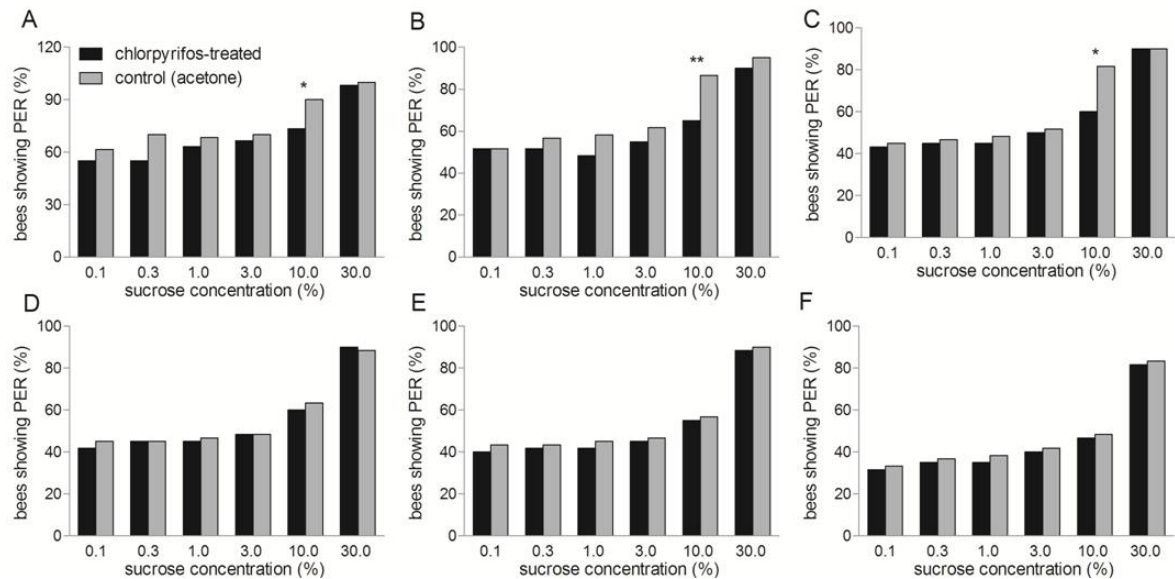 A
bees showing PER (%)
120
90
60
30
0
chlorpyrifos-treated
control (acetone)
*
0.1 0.3 1.0 3.0 10.0 30.0
sucrose concentration (%)
B
bees showing PER (%)
100
80
60
40
20
0
**
0.1 0.3 1.0 3.0 10.0 30.0
sucrose concentration (%)
C
bees showing PER (%)
100
80
60
40
20
0
*
0.1 0.3 1.0 3.0 10.0 30.0
sucrose concentration (%)
D
bees showing PER (%)
100
80
60
40
20
0
0.1 0.3 1.0 3.0 10.0 30.0
sucrose concentration (%)
E
bees showing PER (%)
100
80
60
40
20
0
0.1 0.3 1.0 3.0 10.0 30.0
sucrose concentration (%)
F
bees showing PER (%)
100
80
60
40
20
0
0.1 0.3 1.0 3.0 10.0 30.0
sucrose concentration (%)